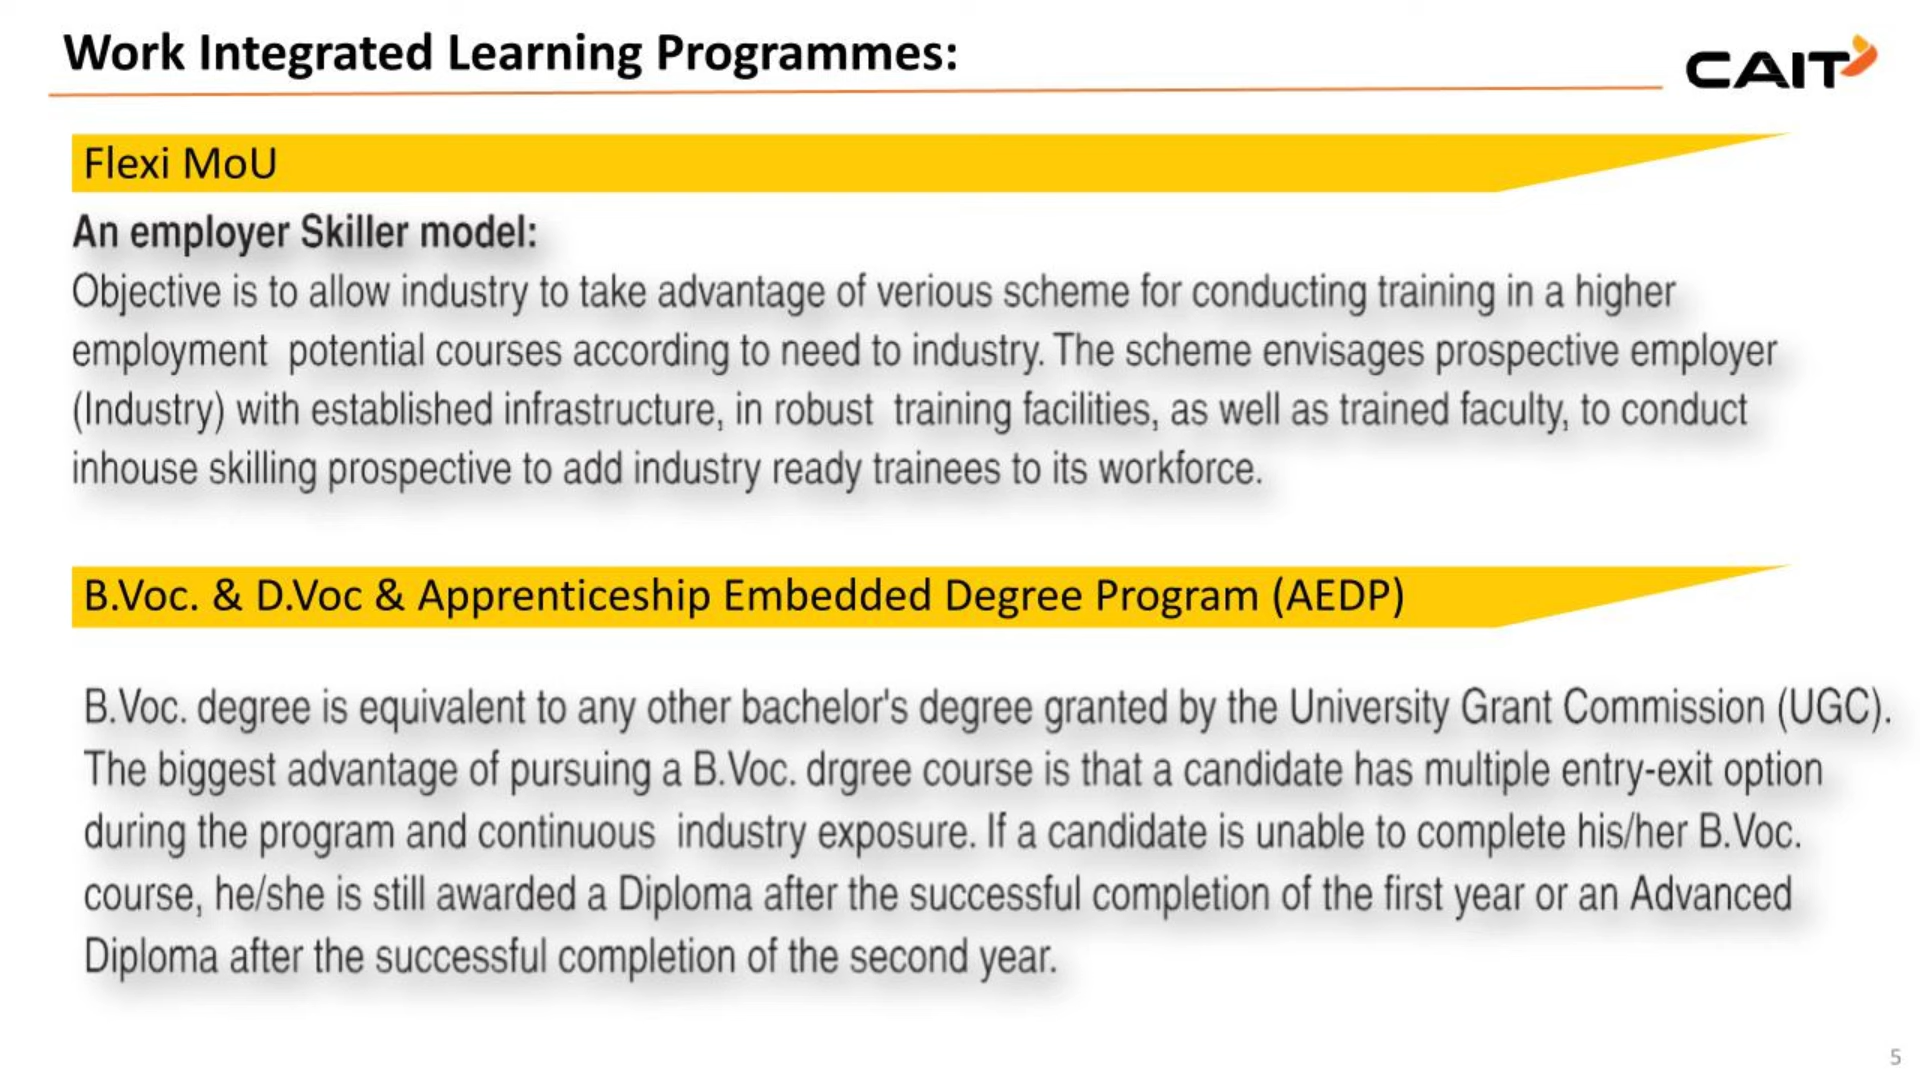 Work Integrated Learning Programmes:
CAIT
Flexi MoU
An employer Skiller model:
Objective is to allow industry to take advantage of verious scheme for conducting training in a higher
employment potential courses according to need to industry. The scheme envisages prospective employer
(Industry) with established infrastructure, in robust training facilities, as well as trained faculty, to conduct
inhouse skilling prospective to add industry ready trainees to its workforce.
B.Voc. & D.Voc & Apprenticeship Embedded Degree Program (AEDP)
B.Voc. degree is equivalent to any other bachelor's degree granted by the University Grant Commission (UGC).
The biggest advantage of pursuing a B.Voc. drgree course is that a candidate has multiple entry-exit option
during the program and continuous industry exposure. If a candidate is unable to complete his/her B.Voc.
course, he/she is still awarded a Diploma after the successful completion of the first year or an Advanced
Diploma after the successful completion of the second year.
5